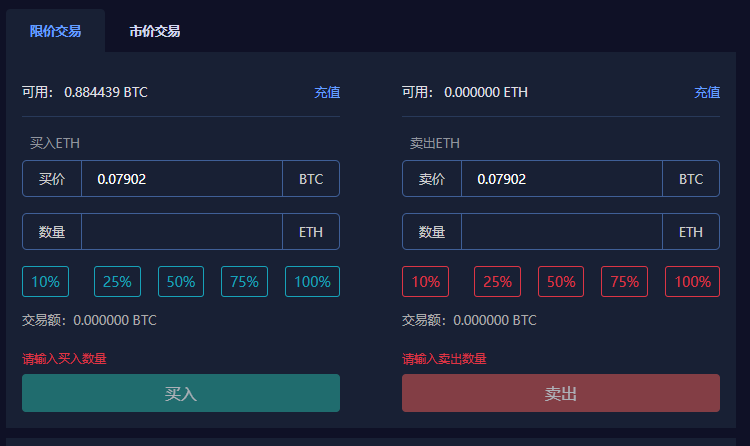 限价交易 市价交易
可用： 0.884439 BTC 充值
买入ETH
买价 0.07902 BTC
数量 ETH
10% 25% 50% 75% 100%
交易额：0.000000 BTC
请输入买入数量
买入
可用： 0.000000 ETH 充值
卖出ETH
卖价 0.07902 BTC
数量 ETH
10% 25% 50% 75% 100%
交易额：0.000000 BTC
请输入卖出数量
卖出